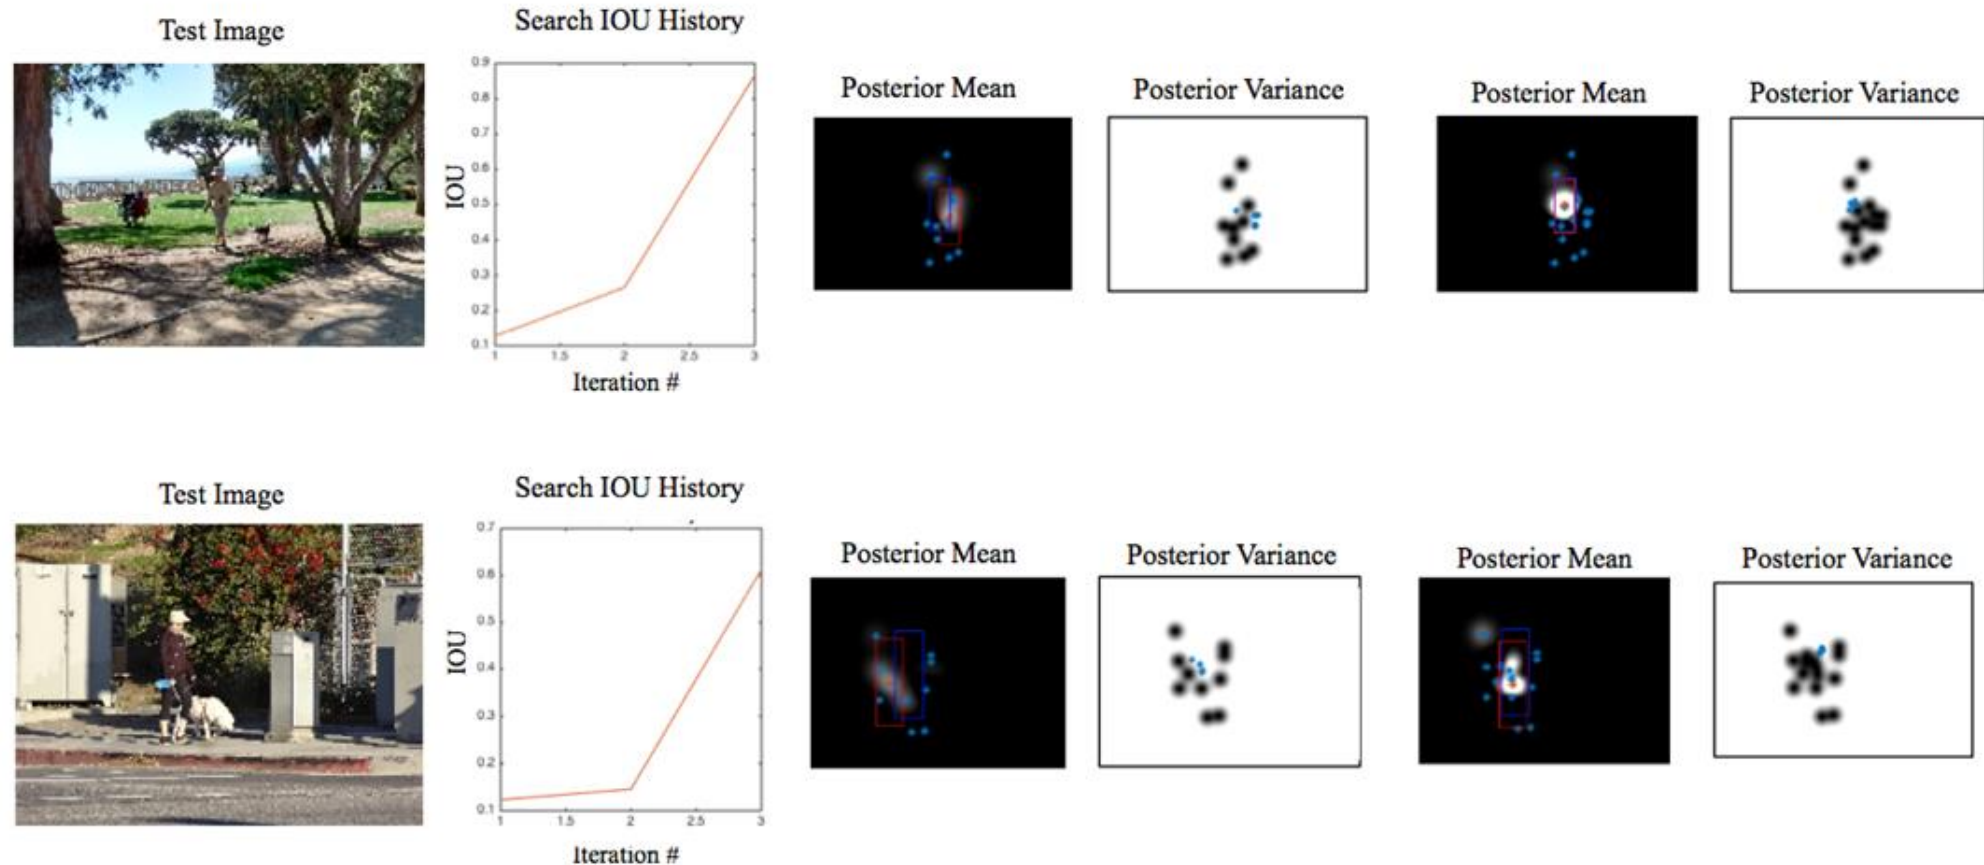 Test Image
Search IOU History
Posterior Mean
Posterior Variance
Posterior Mean
Posterior Variance
0.9
0.8
0.7
0.6
0.5
0.4
0.3
0.2
0.1
IOU
1 1.5 2 2.5 3
Iteration #
Test Image
Search IOU History
Posterior Mean
Posterior Variance
Posterior Mean
Posterior Variance
0.7
0.6
0.5
0.4
0.3
0.2
0.1
IOU
1 1.5 2 2.5 3
Iteration #